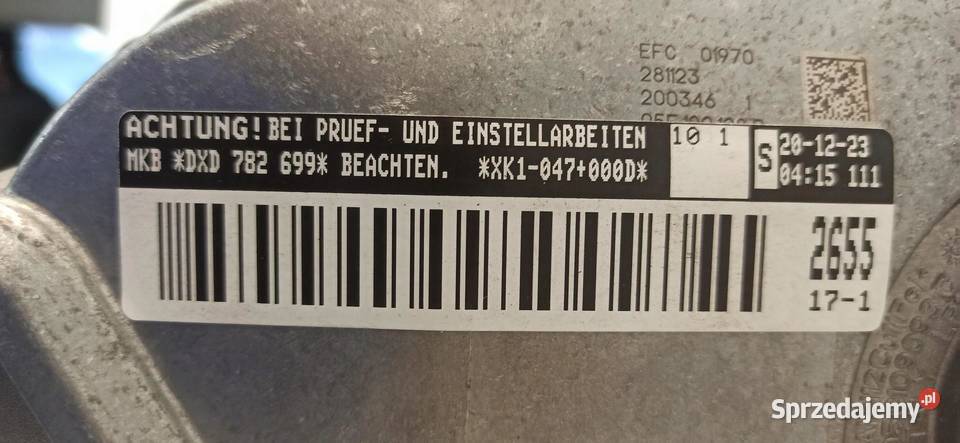 EFC 01970
281123
200346 1
ACHTUNG! BEI PRUEF- UND EINSTELLARBEITEN
MKB *DXD 782 699* BEACHTEN. *XK1-047+000D*
10 1
S
20-12-23
04:15 111
2655
17-1
Sprzedajemy.pl